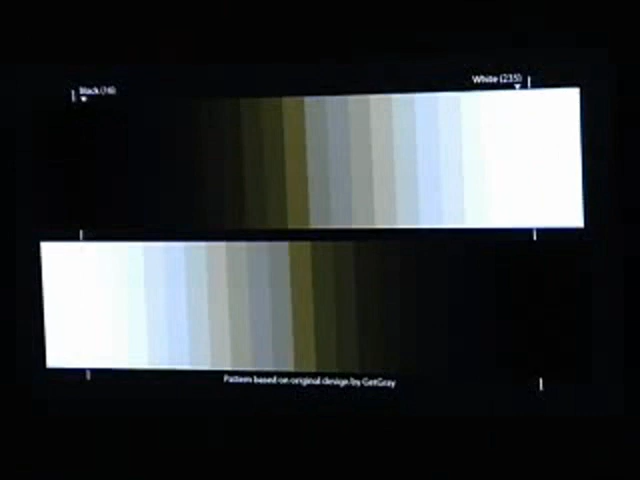 Black (16)
White (235)
Pattern based on original design by GetGray